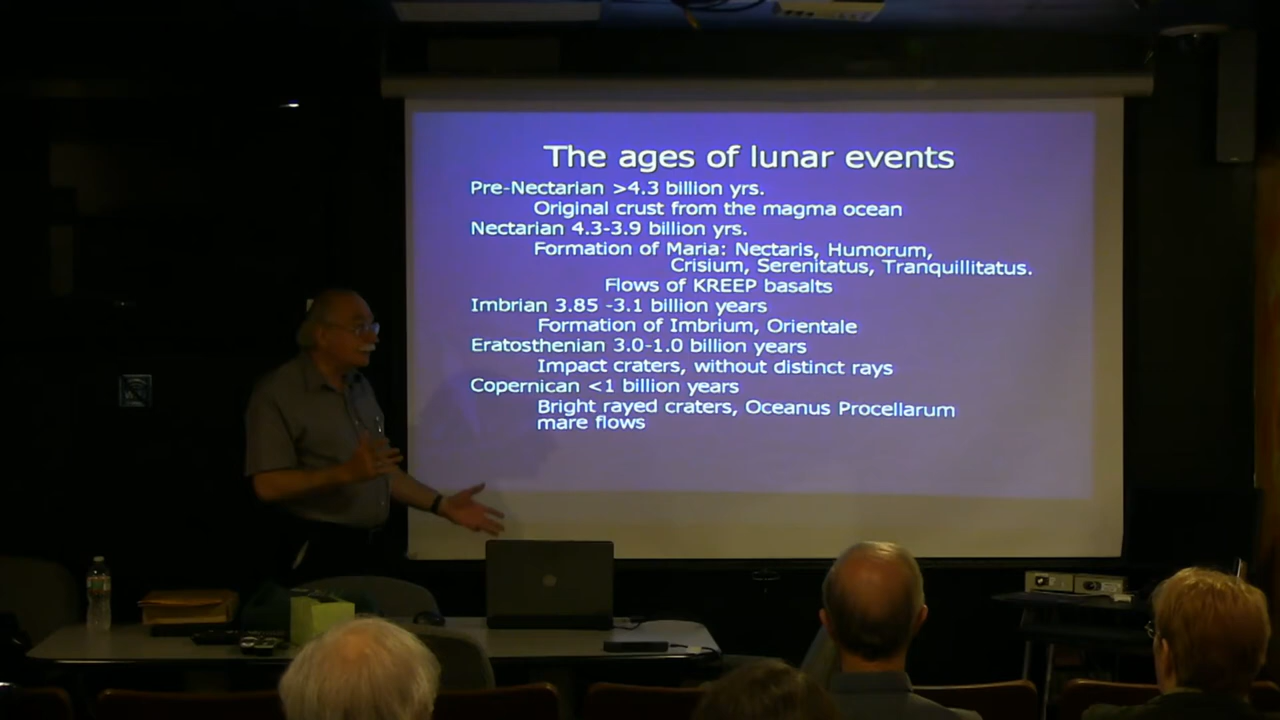 The ages of lunar events
Pre-Nectarian >4.3 billion yrs.
Original crust from the magma ocean
Nectarian 4.3-3.9 billion yrs.
Formation of Maria: Nectaris, Humorum,
Crisium, Serenitatus, Tranquillitatus.
Flows of KREEP basalts
Imbrian 3.85 -3.1 billion years
Formation of Imbrium, Orientale
Eratosthenian 3.0-1.0 billion years
Impact craters, without distinct rays
Copernican <1 billion years
Bright rayed craters, Oceanus Procellarum
mare flows